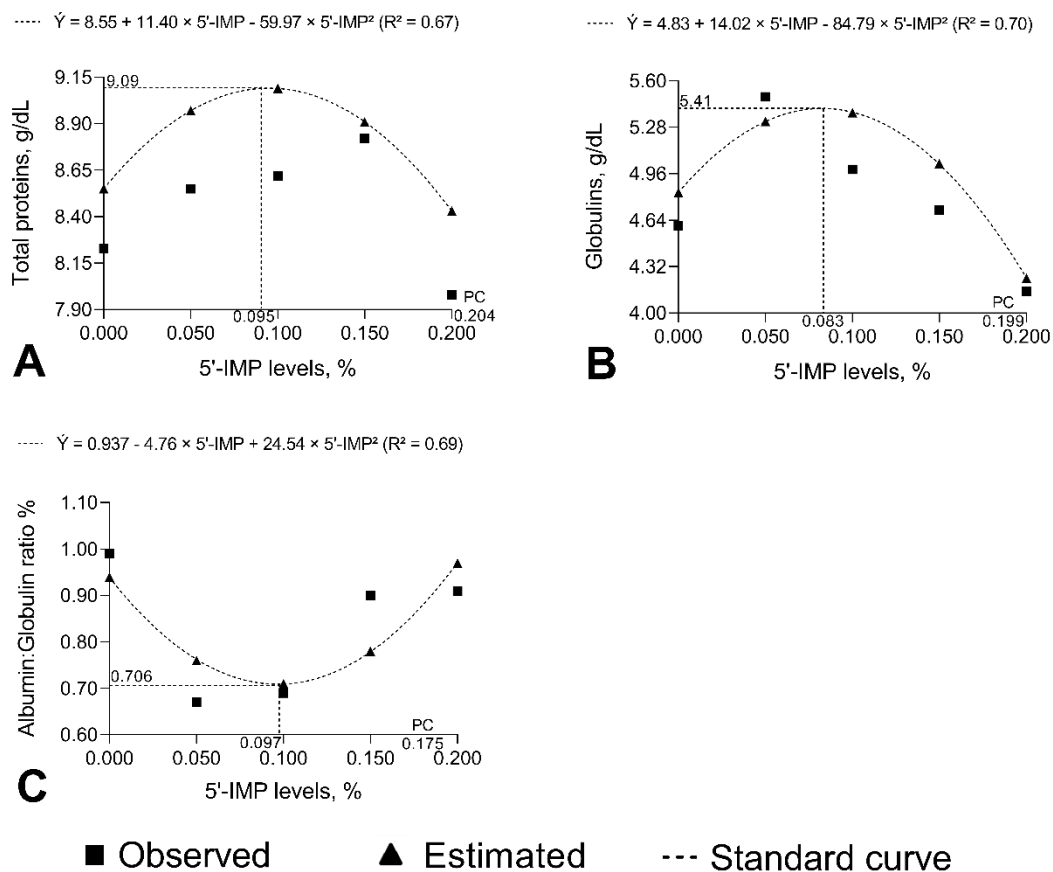 Ý = 8.55 + 11.40 × 5'-IMP - 59.97 × 5'-IMP² (R² = 0.67)
Total proteins, g/dL
9.15
8.90
8.65
8.40
8.15
7.90
9.09
0.095
PC
0.204
0.000
0.050
0.100
0.150
0.200
5'-IMP levels, %
A
Ý = 4.83 + 14.02 × 5'-IMP - 84.79 × 5'-IMP² (R² = 0.70)
Globulins, g/dL
5.60
5.28
4.96
4.64
4.32
4.00
5.41
0.083
PC
0.199
0.000
0.050
0.100
0.150
0.200
5'-IMP levels, %
B
Ý = 0.937 - 4.76 × 5'-IMP + 24.54 × 5'-IMP² (R² = 0.69)
Albumin:Globulin ratio %
1.10
1.00
0.90
0.80
0.70
0.60
0.706
0.097
PC
0.175
0.000
0.050
0.100
0.150
0.200
5'-IMP levels, %
C
Observed
Estimated
Standard curve